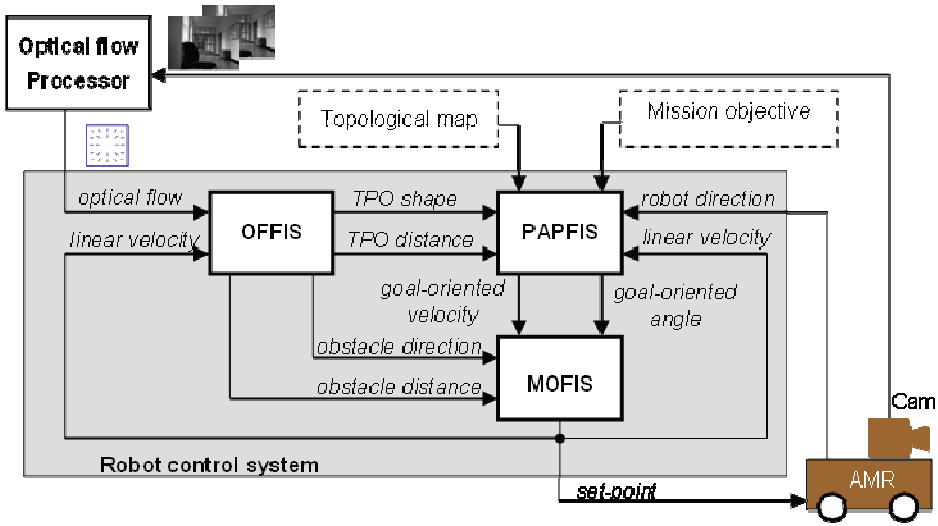 Optical flow
Processor
Topological map
Mission objective
optical flow
TPO shape
robot direction
OFFIS
PAPFIS
linear velocity
TPO distance
linear velocity
goal-oriented
velocity
goal-oriented
angle
obstacle direction
MOFIS
obstacle distance
Cam
Robot control system
AMR
set-point